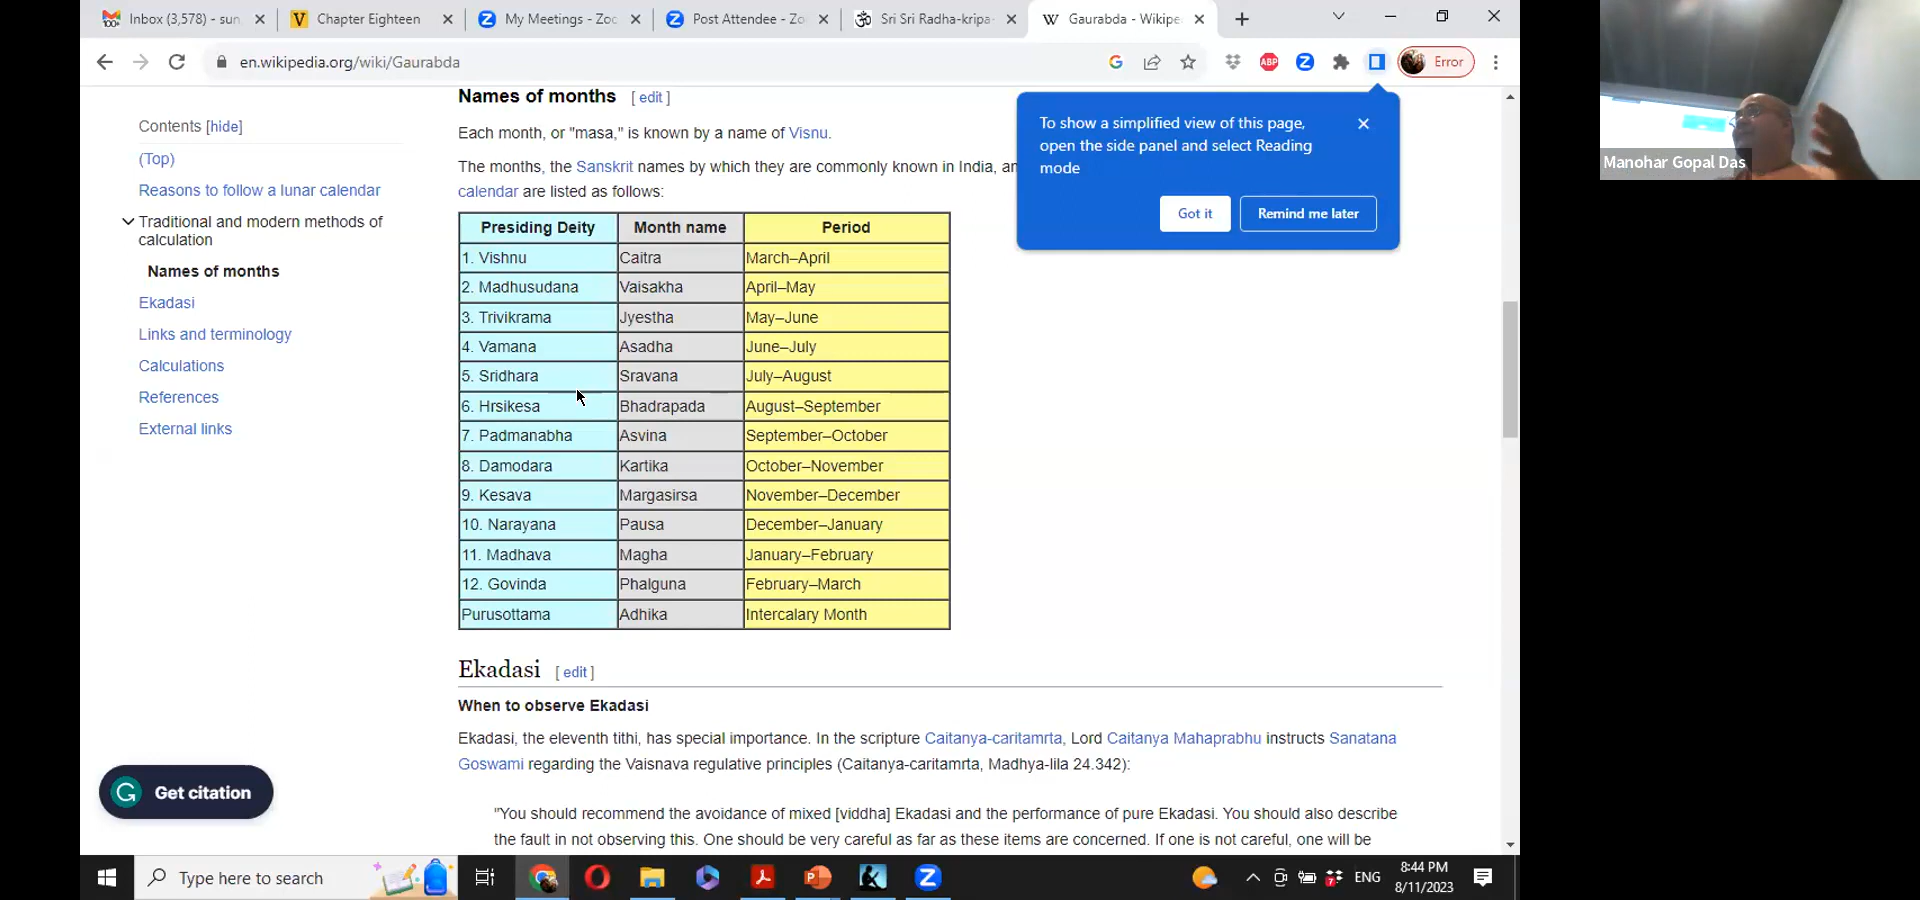 Inbox (3,578) - sun
Chapter Eighteen
My Meetings - Zoo
Post Attendee - Zo
Sri Sri Radha-kripa-
Gaurabda - Wikipe
en.wikipedia.org/wiki/Gaurabda
ABP
Error
Contents [hide]
(Top)
Reasons to follow a lunar calendar
Traditional and modern methods of
calculation
Names of months
Ekadasi
Links and terminology
Calculations
References
External links
Get citation
Names of months [ edit ]
Each month, or "masa," is known by a name of Visnu.
The months, the Sanskrit names by which they are commonly known in India, an
calendar are listed as follows:
Presiding Deity Month name Period
1. Vishnu Caitra March–April
2. Madhusudana Vaisakha April–May
3. Trivikrama Jyestha May–June
4. Vamana Asadha June–July
5. Sridhara Sravana July–August
6. Hrsikesa Bhadrapada August–September
7. Padmanabha Asvina September–October
8. Damodara Kartika October–November
9. Kesava Margasirsa November–December
10. Narayana Pausa December–January
11. Madhava Magha January–February
12. Govinda Phalguna February–March
Purusottama Adhika Intercalary Month
Ekadasi [ edit ]
When to observe Ekadasi
Ekadasi, the eleventh tithi, has special importance. In the scripture Caitanya-caritamrta, Lord Caitanya Mahaprabhu instructs Sanatana
Goswami regarding the Vaisnava regulative principles (Caitanya-caritamrta, Madhya-lila 24.342):
"You should recommend the avoidance of mixed [viddha] Ekadasi and the performance of pure Ekadasi. You should also describe
the fault in not observing this. One should be very careful as far as these items are concerned. If one is not careful, one will be
To show a simplified view of this page,
open the side panel and select Reading
mode
Got it
Remind me later
Manohar Gopal Das
Type here to search
ENG
8:44 PM
8/11/2023